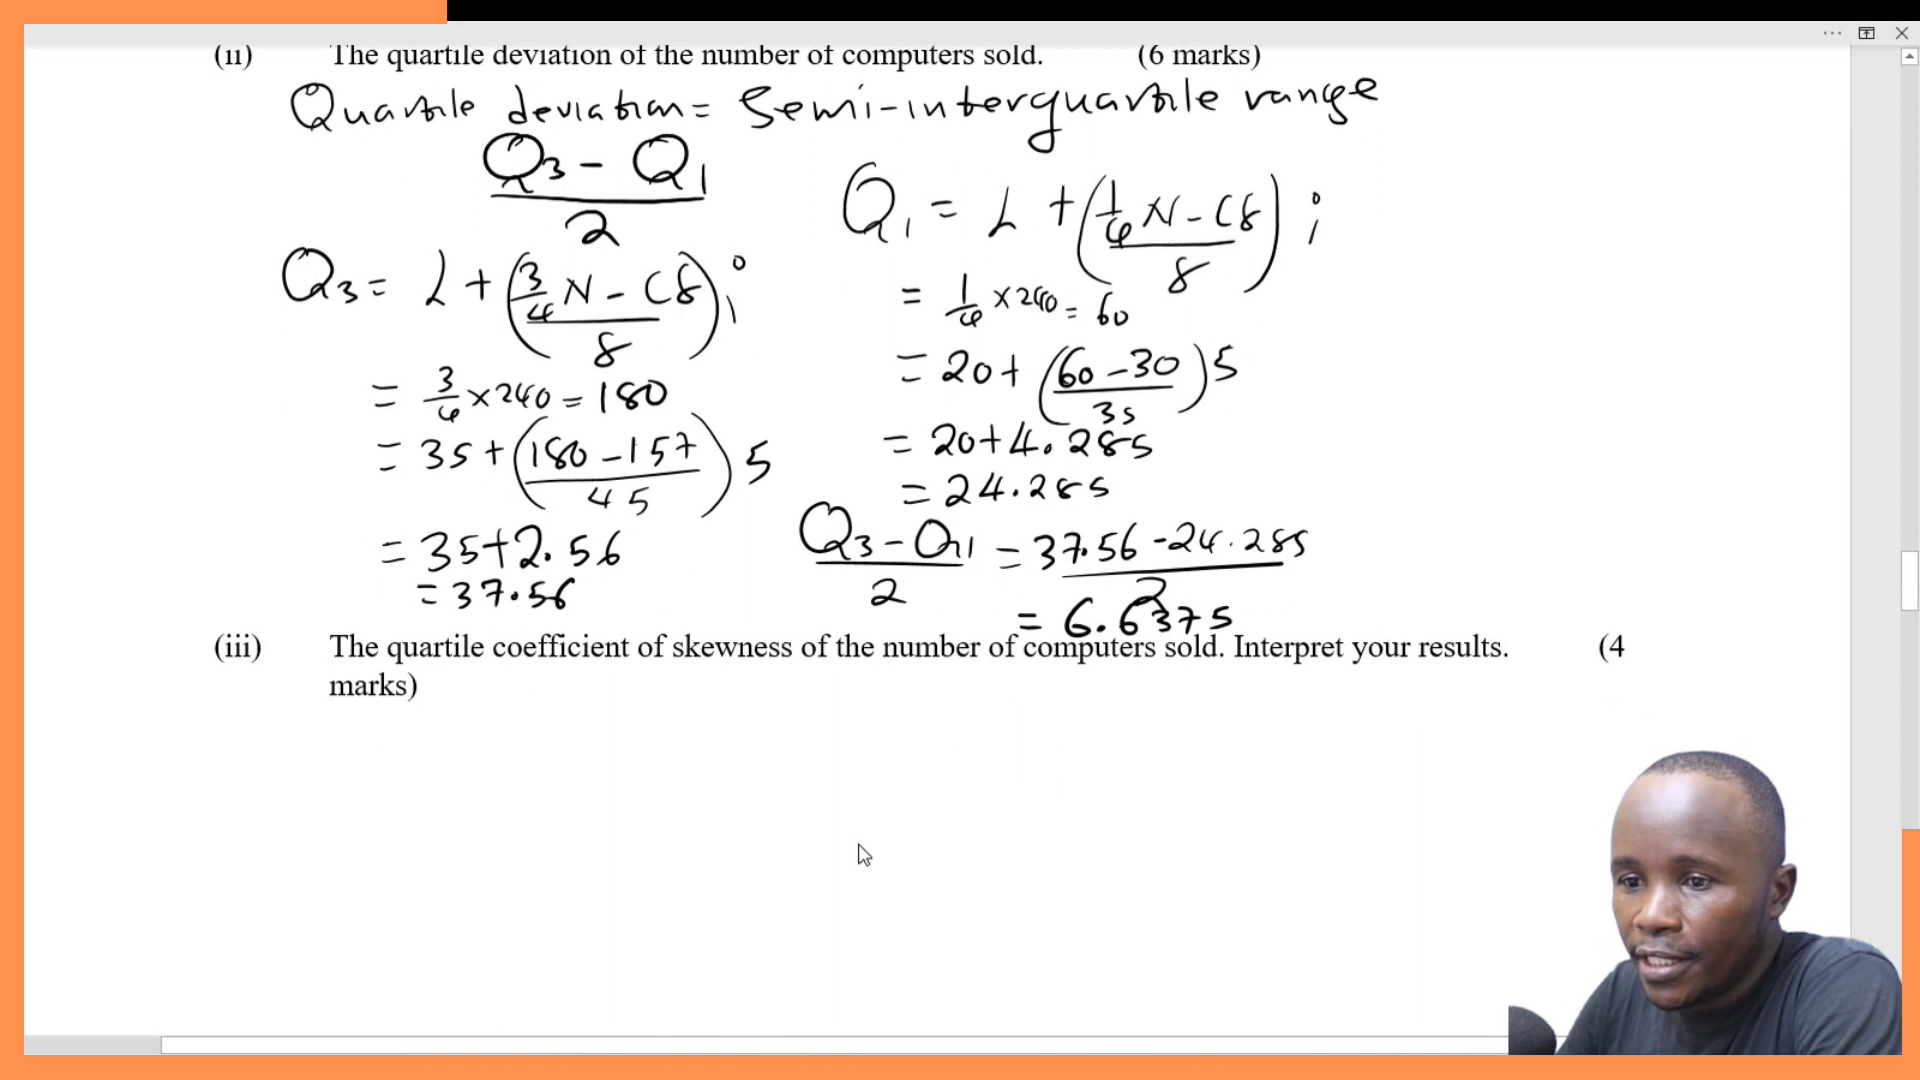 (ii) The quartile deviation of the number of computers sold. (6 marks)
Quartile deviation = Semi-interquartile range
Q3 - Q1
2
Q1 = L + (1/4 N - Cf) i
f
Q3 = L + (3/4 N - Cf) i
f
= 1/4 x 240 = 60
= 3/4 x 240 = 180
= 20 + (60 - 30) 5
35
= 35 + (180 - 157) 5
45
= 20 + 4.285
= 24.285
= 35 + 2.56
= 37.56
Q3 - Q1 = 37.56 - 24.285
2 2
= 6.6375
(iii) The quartile coefficient of skewness of the number of computers sold. Interpret your results. (4
marks)